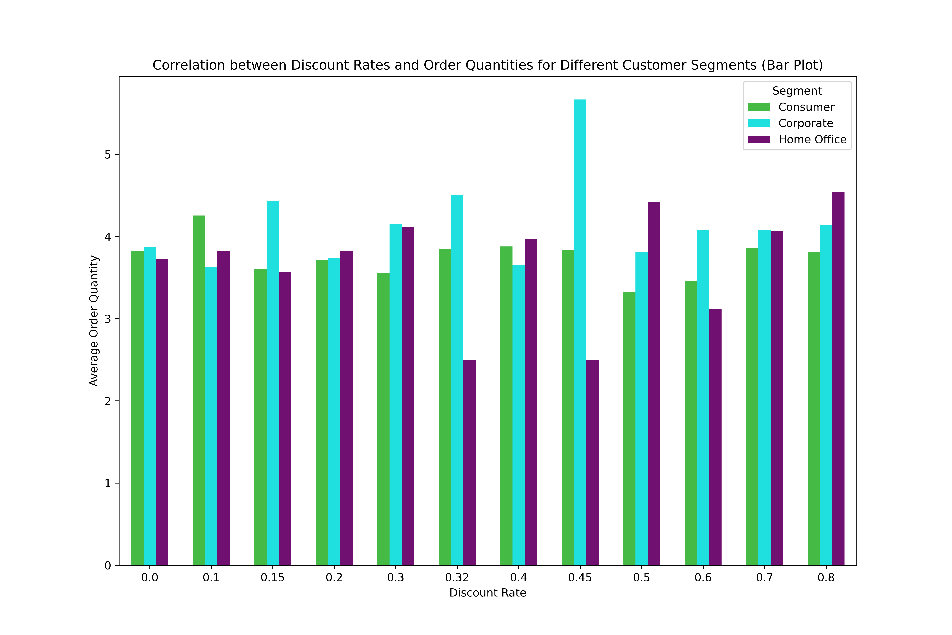 Correlation between Discount Rates and Order Quantities for Different Customer Segments (Bar Plot)
Segment
Consumer
Corporate
Home Office
Average Order Quantity
5
4
3
2
1
0
0.0 0.1 0.15 0.2 0.3 0.32 0.4 0.45 0.5 0.6 0.7 0.8
Discount Rate